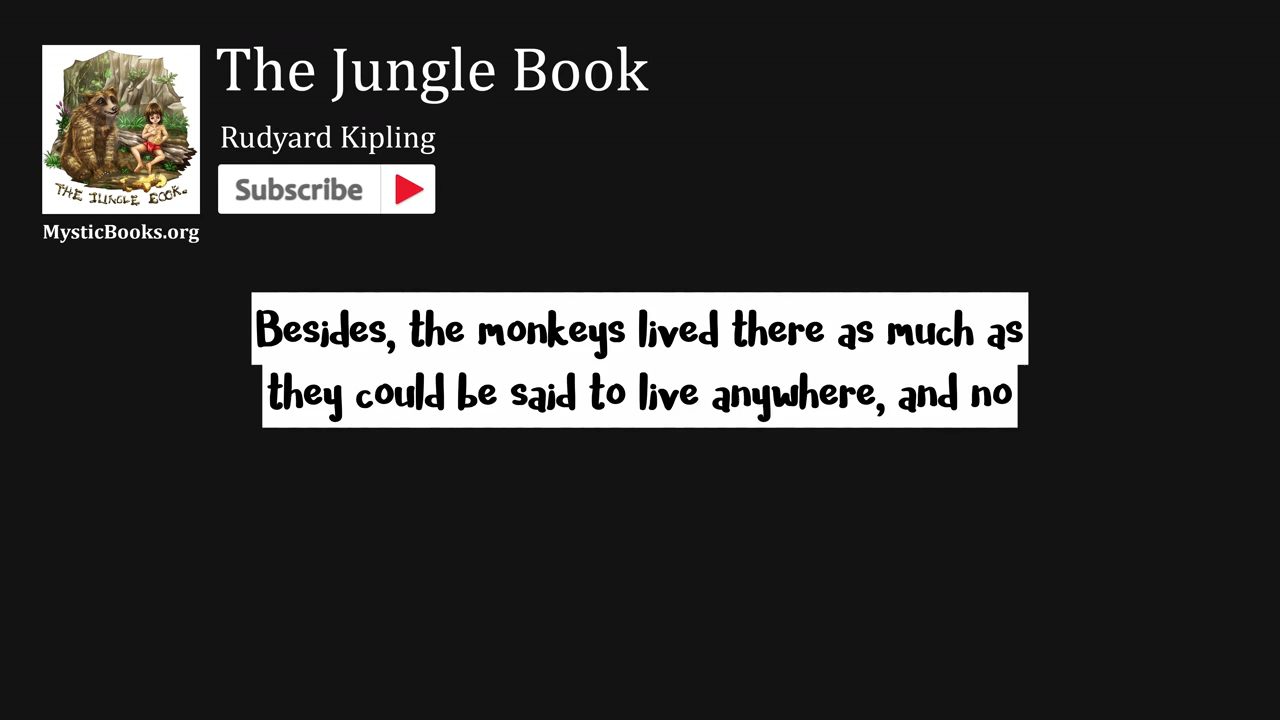 The Jungle Book
Rudyard Kipling
Subscribe
THE JUNGLE BOOK.
MysticBooks.org
Besides, the monkeys lived there as much as
they could be said to live anywhere, and no